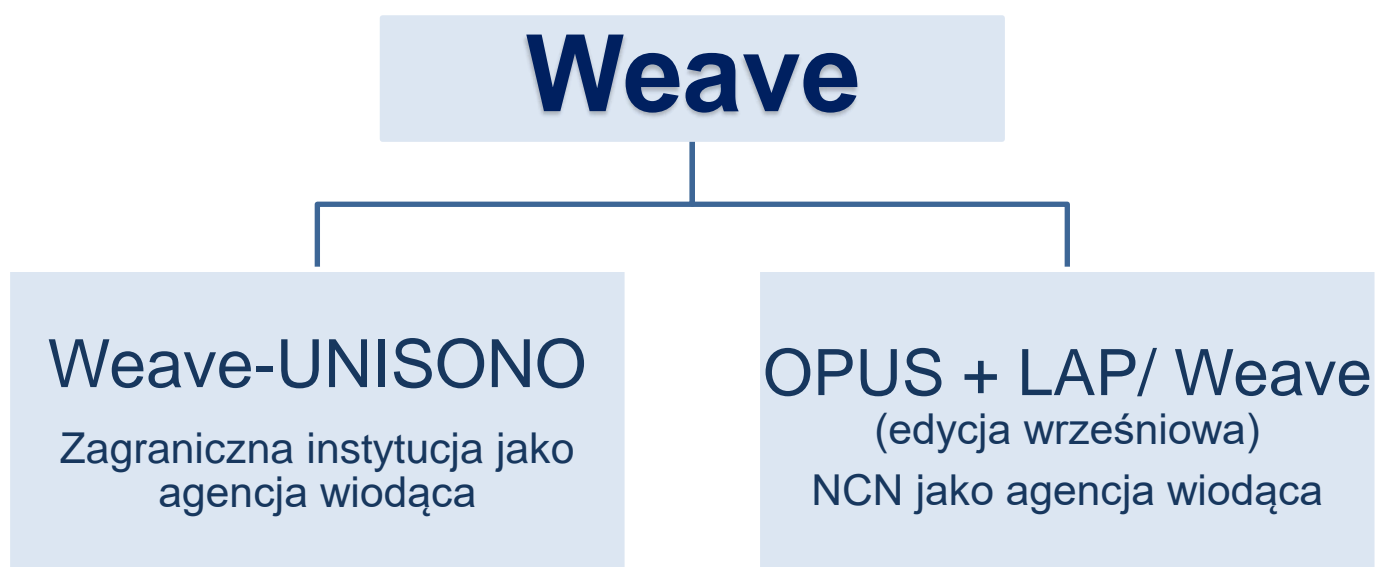 Weave
Weave-UNISONO
Zagraniczna instytucja jako
agencja wiodąca
OPUS + LAP/ Weave
(edycja wrześniowa)
NCN jako agencja wiodąca